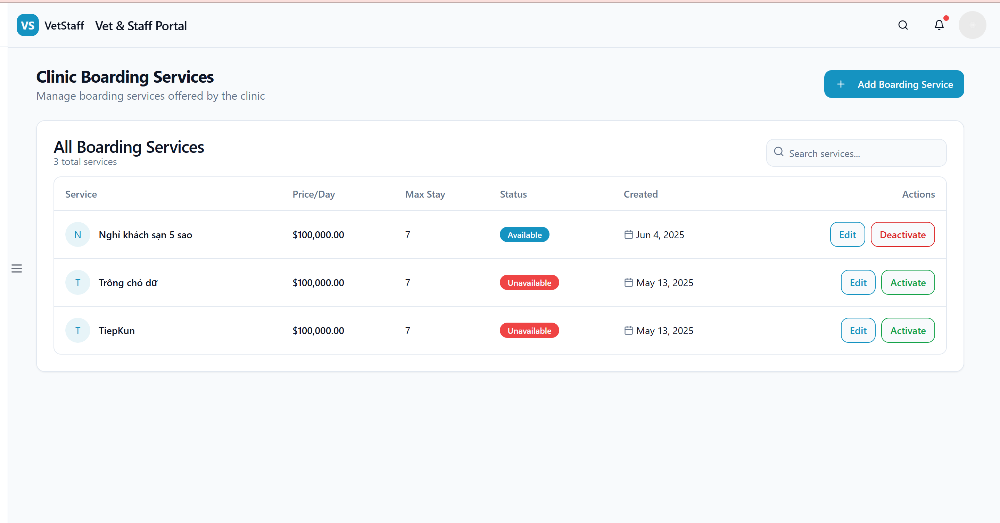 VS VetStaff Vet & Staff Portal
Clinic Boarding Services
Manage boarding services offered by the clinic
+ Add Boarding Service
All Boarding Services
3 total services
Search services...
Service Price/Day Max Stay Status Created Actions
N Nghỉ khách sạn 5 sao $100,000.00 7 Available Jun 4, 2025 Edit Deactivate
T Trông chó dữ $100,000.00 7 Unavailable May 13, 2025 Edit Activate
T TiepKun $100,000.00 7 Unavailable May 13, 2025 Edit Activate